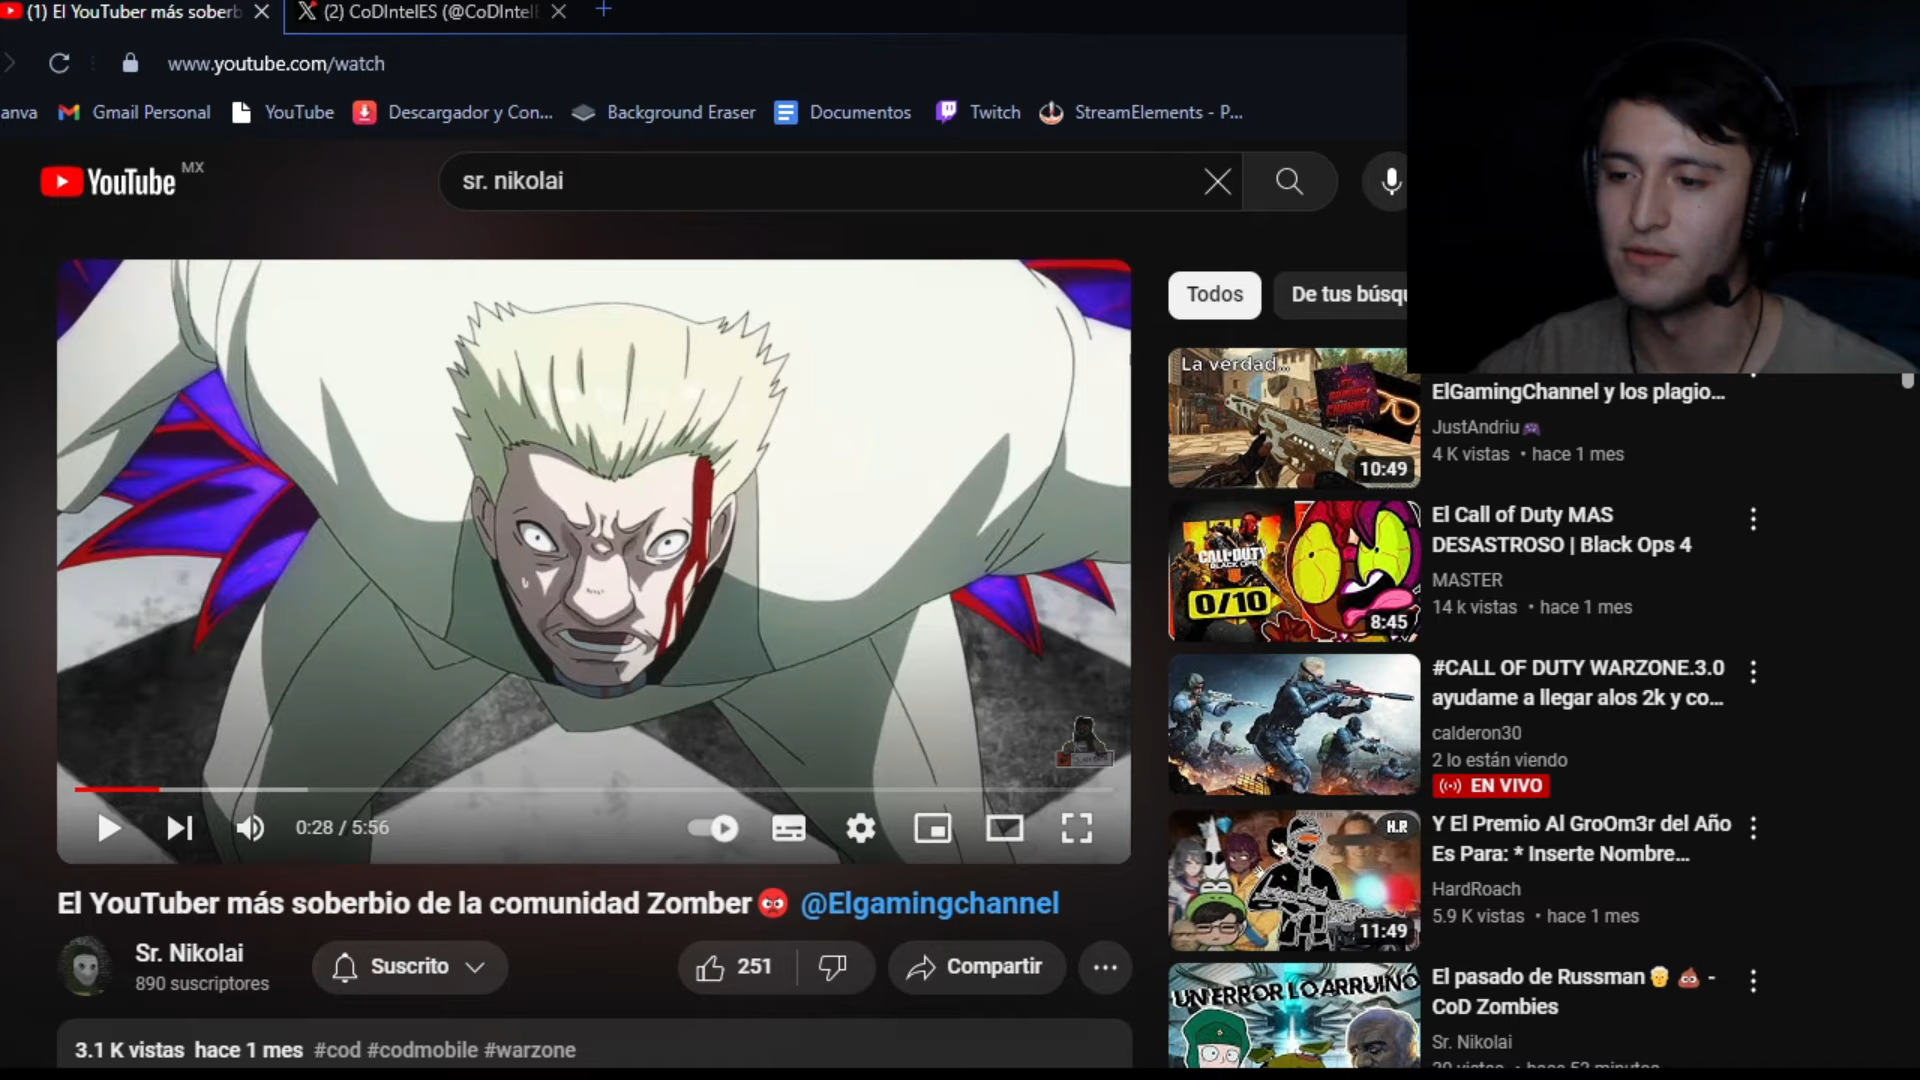 (1) El YouTuber más soberb
(2) CoDIntelES (@CoDIntelE
www.youtube.com/watch
anva
Gmail Personal
YouTube
Descargador y Con...
Background Eraser
Documentos
Twitch
StreamElements - P...
YouTube MX
sr. nikolai
Todos
De tus búsqu
La verdad...
10:49
ElGamingChannel y los plagio...
JustAndriu🎮
4 K vistas • hace 1 mes
CALL OF DUTY
BLACK OPS
0/10
8:45
El Call of Duty MAS
DESASTROSO | Black Ops 4
MASTER
14 k vistas • hace 1 mes
#CALL OF DUTY WARZONE.3.0
ayudame a llegar alos 2k y co...
calderon30
2 lo están viendo
EN VIVO
H.R
11:49
Y El Premio Al GroOm3r del Año
Es Para: * Inserte Nombre...
HardRoach
5.9 K vistas • hace 1 mes
UN ERROR LO ARRUINÓ
El pasado de Russman👴💩 -
CoD Zombies
Sr. Nikolai
0:28 / 5:56
El YouTuber más soberbio de la comunidad Zomber😡 @Elgamingchannel
Sr. Nikolai
890 suscriptores
Suscrito
251
Compartir
3.1 K vistas hace 1 mes #cod #codmobile #warzone